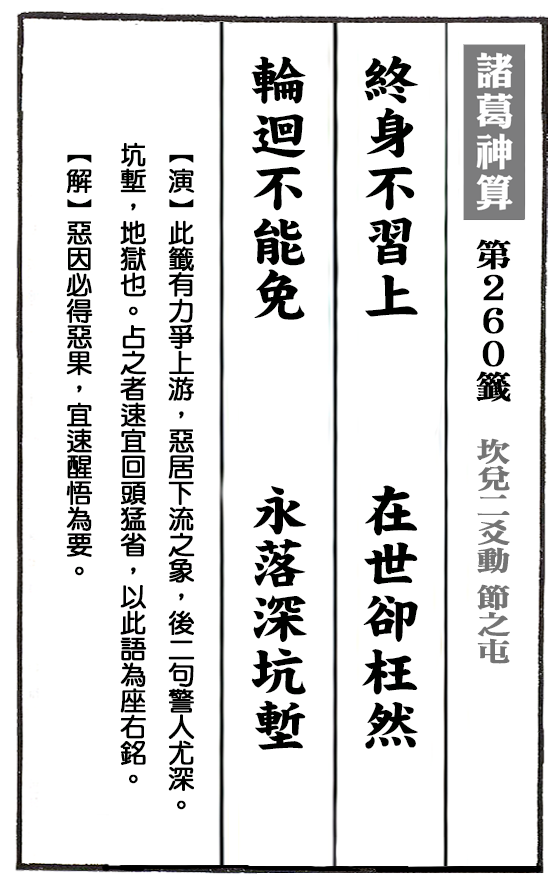 諸葛神算 第260籤 坎兌二爻動 節之屯
終身不習上 在世卻枉然
輪迴不能免 永落深坑塹
【演】此籤有力爭上游，惡居下流之象，後二句警人尤深。
坑塹，地獄也。占之者速宜回頭猛省，以此語為座右銘。
【解】惡因必得惡果，宜速醒悟為要。